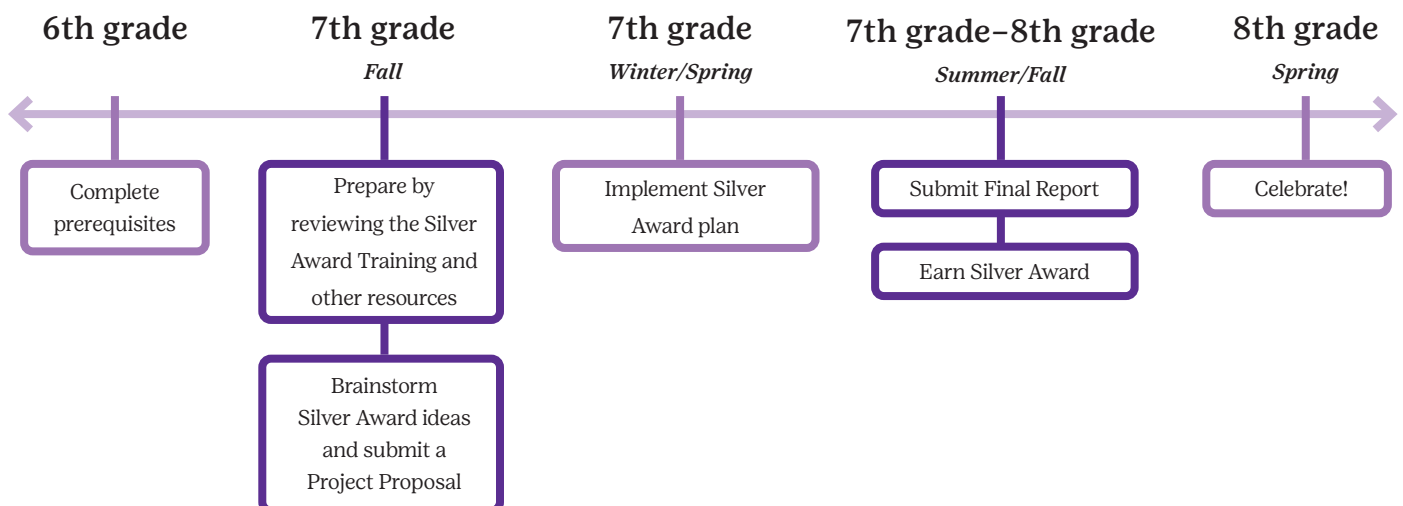 6th grade
Complete
prerequisites
7th grade
Fall
Prepare by
reviewing the Silver
Award Training and
other resources
Brainstorm
Silver Award ideas
and submit a
Project Proposal
7th grade
Winter/Spring
Implement Silver
Award plan
7th grade–8th grade
Summer/Fall
Submit Final Report
Earn Silver Award
8th grade
Spring
Celebrate!